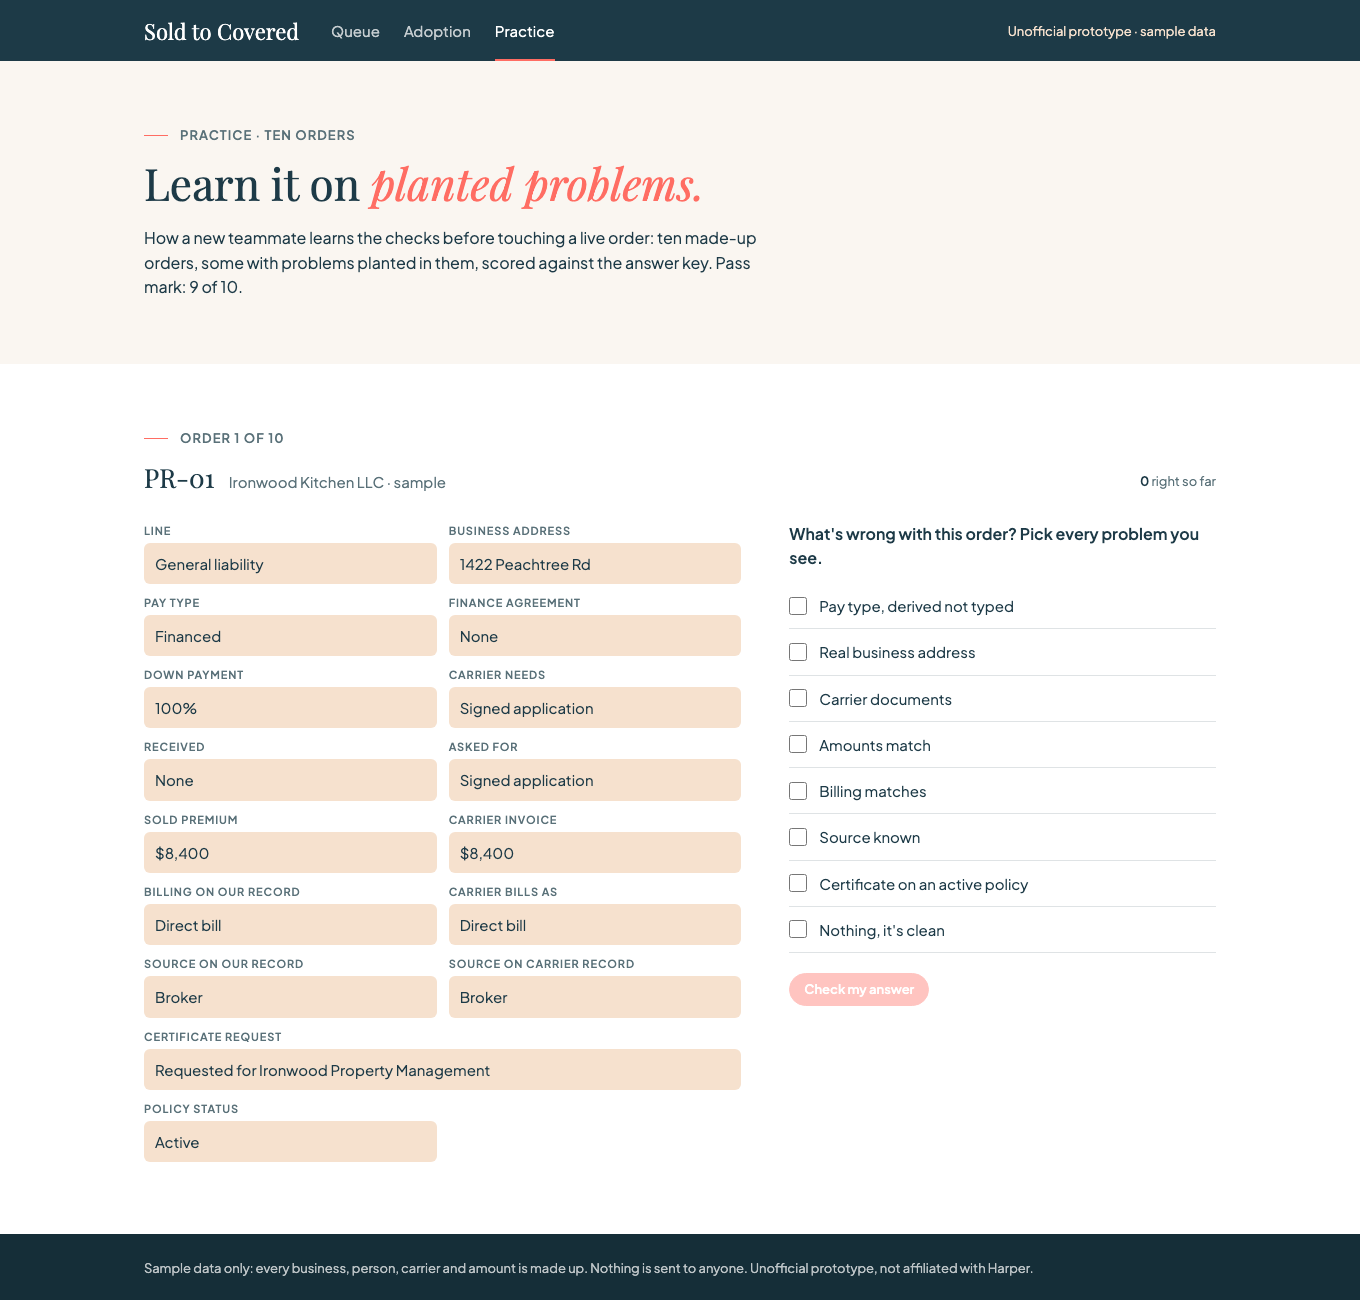 Sold to Covered
Queue
Adoption
Practice
Unofficial prototype · sample data
PRACTICE · TEN ORDERS
Learn it on planted problems.
How a new teammate learns the checks before touching a live order: ten made-up
orders, some with problems planted in them, scored against the answer key. Pass
mark: 9 of 10.
ORDER 1 OF 10
PR-01 Ironwood Kitchen LLC · sample
0 right so far
LINE
General liability
BUSINESS ADDRESS
1422 Peachtree Rd
PAY TYPE
Financed
FINANCE AGREEMENT
None
DOWN PAYMENT
100%
CARRIER NEEDS
Signed application
RECEIVED
None
ASKED FOR
Signed application
SOLD PREMIUM
$8,400
CARRIER INVOICE
$8,400
BILLING ON OUR RECORD
Direct bill
CARRIER BILLS AS
Direct bill
SOURCE ON OUR RECORD
Broker
SOURCE ON CARRIER RECORD
Broker
CERTIFICATE REQUEST
Requested for Ironwood Property Management
POLICY STATUS
Active
What's wrong with this order? Pick every problem you
see.
Pay type, derived not typed
Real business address
Carrier documents
Amounts match
Billing matches
Source known
Certificate on an active policy
Nothing, it's clean
Check my answer
Sample data only: every business, person, carrier and amount is made up. Nothing is sent to anyone. Unofficial prototype, not affiliated with Harper.